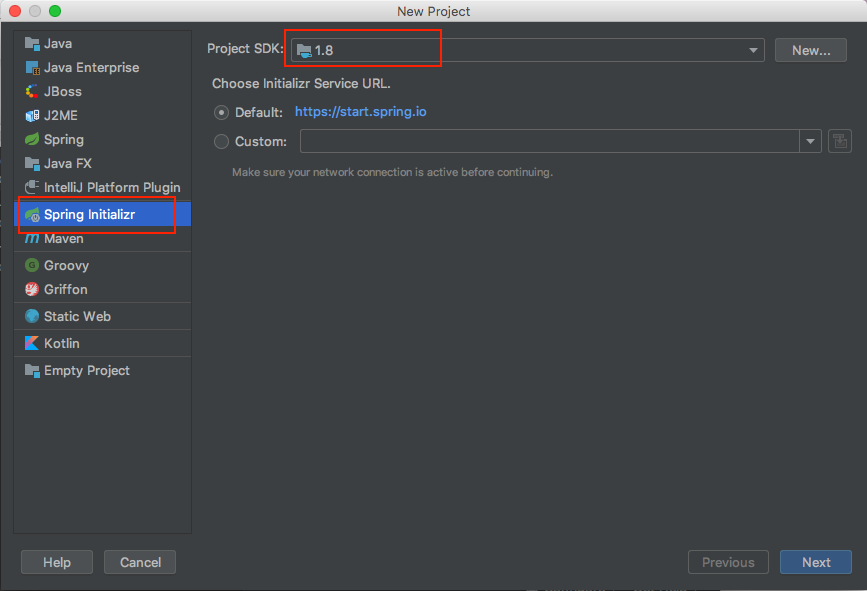 New Project
Java
Java Enterprise
JBoss
J2ME
Spring
Java FX
IntelliJ Platform Plugin
Spring Initializr
Maven
Groovy
Griffon
Static Web
Kotlin
Empty Project
Project SDK: 1.8 New...
Choose Initializr Service URL.
Default: https://start.spring.io
Custom:
Make sure your network connection is active before continuing.
Help Cancel Previous Next